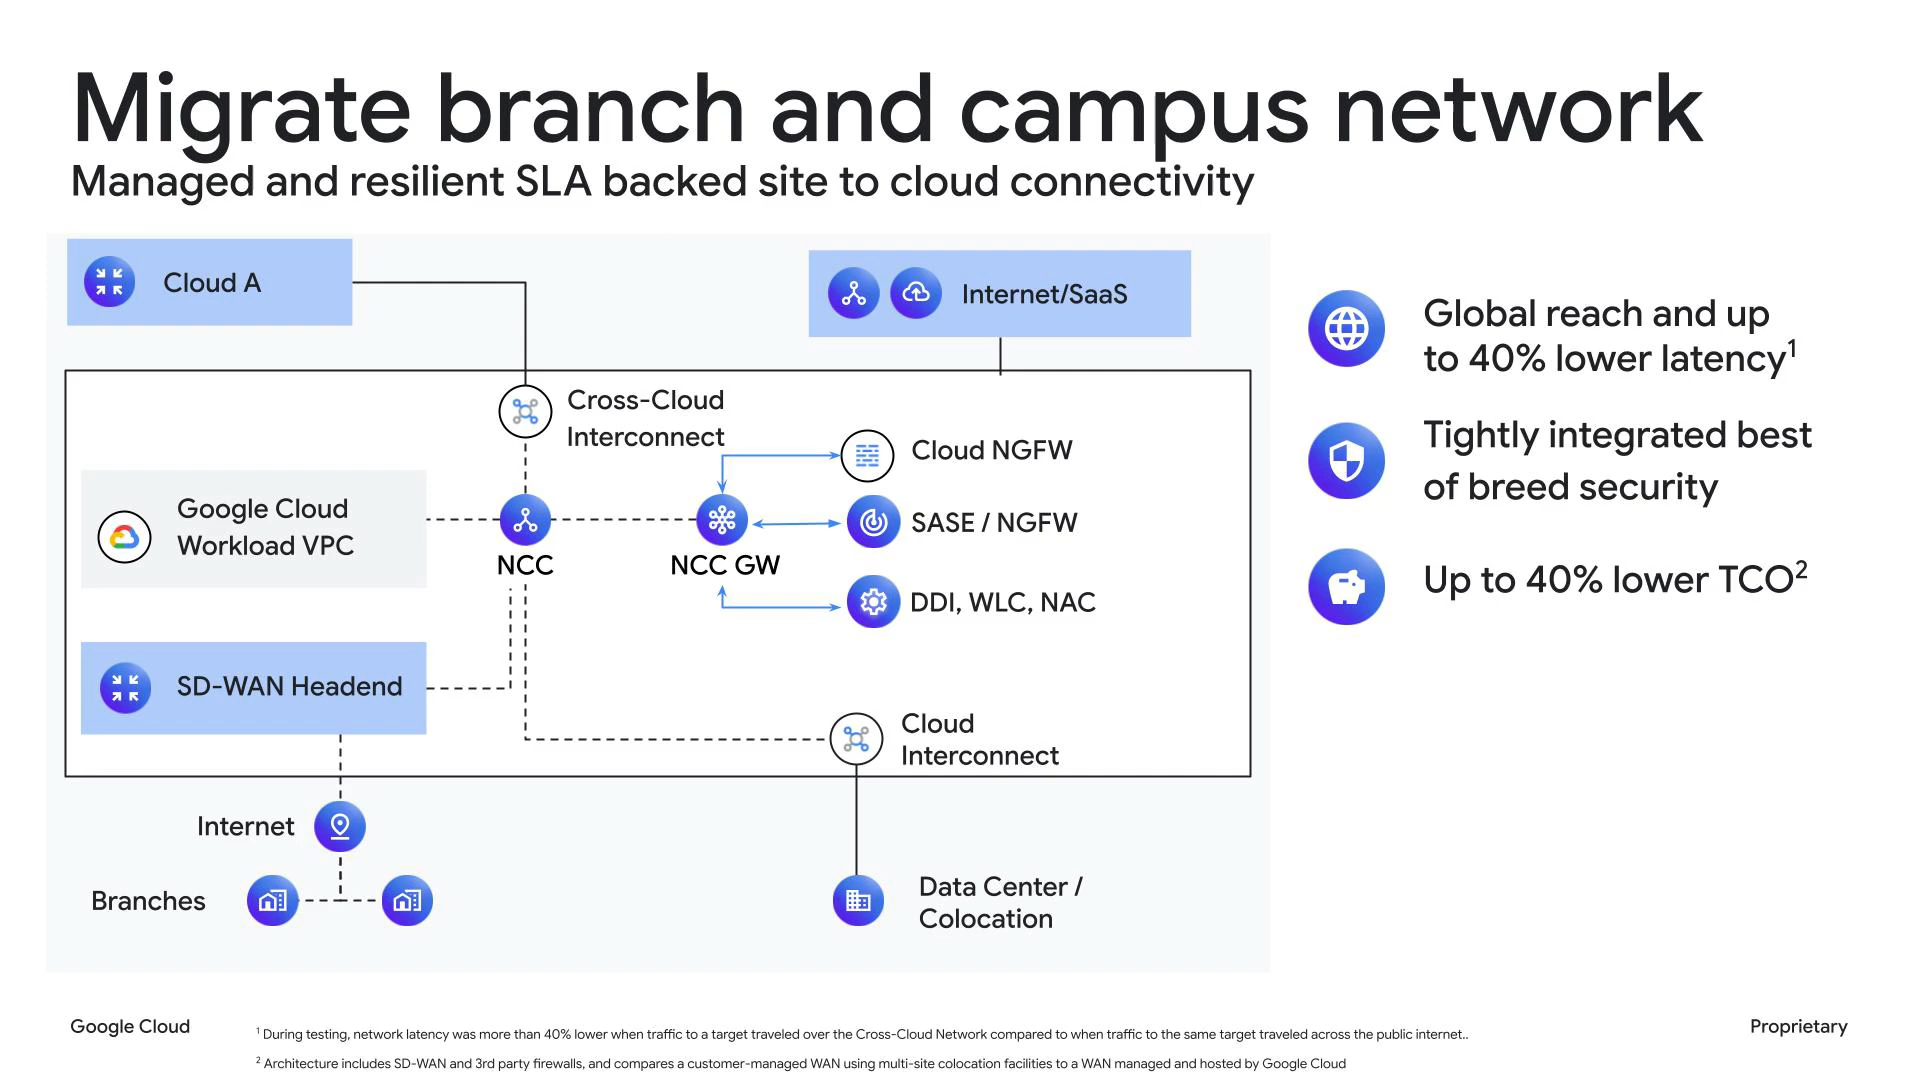 Migrate branch and campus network
Managed and resilient SLA backed site to cloud connectivity
Cloud A
Internet/SaaS
Cross-Cloud
Interconnect
Cloud NGFW
Google Cloud
Workload VPC
NCC
NCC GW
SASE / NGFW
DDI, WLC, NAC
SD-WAN Headend
Cloud
Interconnect
Internet
Branches
Data Center /
Colocation
Global reach and up
to 40% lower latency¹
Tightly integrated best
of breed security
Up to 40% lower TCO²
Google Cloud
¹ During testing, network latency was more than 40% lower when traffic to a target traveled over the Cross-Cloud Network compared to when traffic to the same target traveled across the public internet..
² Architecture includes SD-WAN and 3rd party firewalls, and compares a customer-managed WAN using multi-site colocation facilities to a WAN managed and hosted by Google Cloud
Proprietary